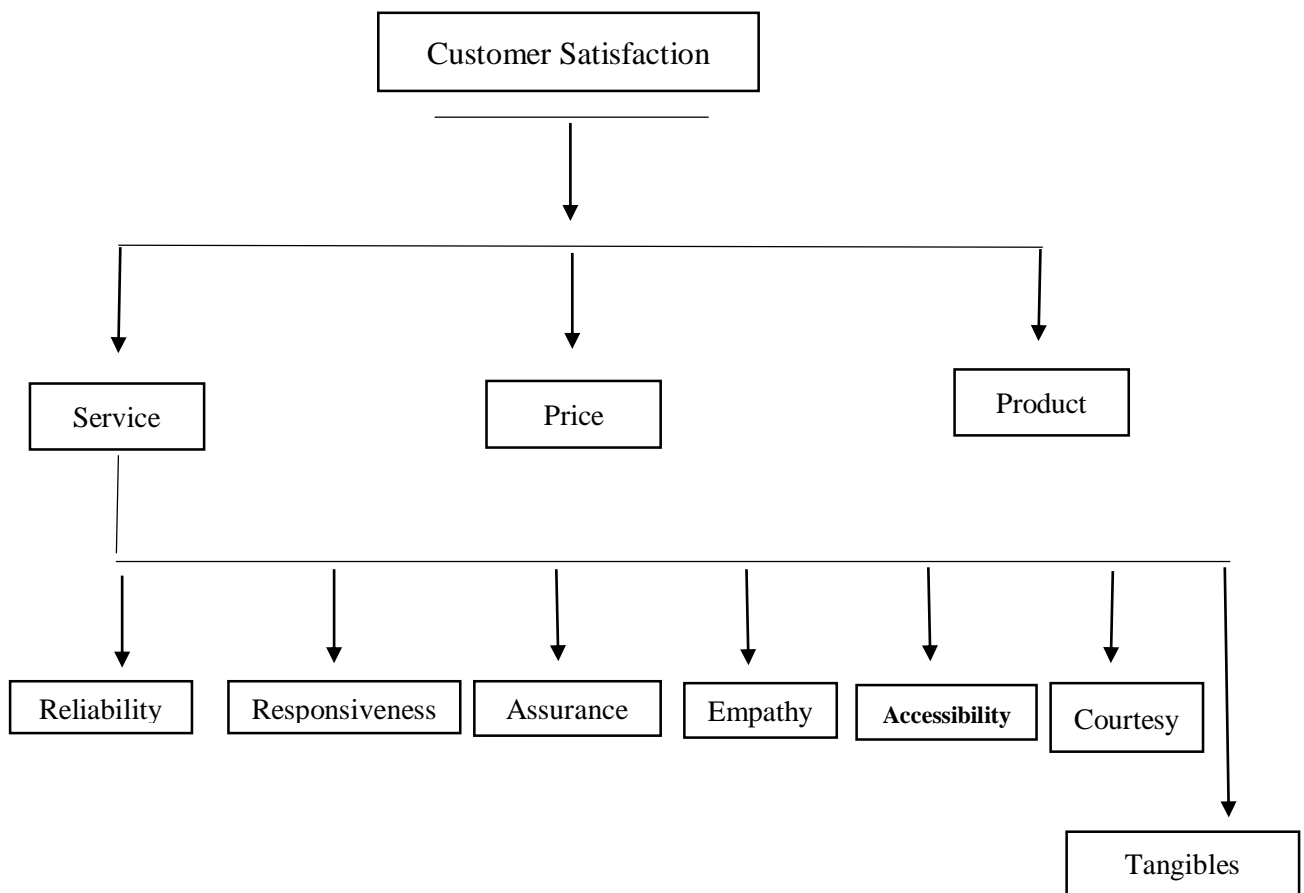 Customer Satisfaction
Service
Price
Product
Reliability
Responsiveness
Assurance
Empathy
Accessibility
Courtesy
Tangibles